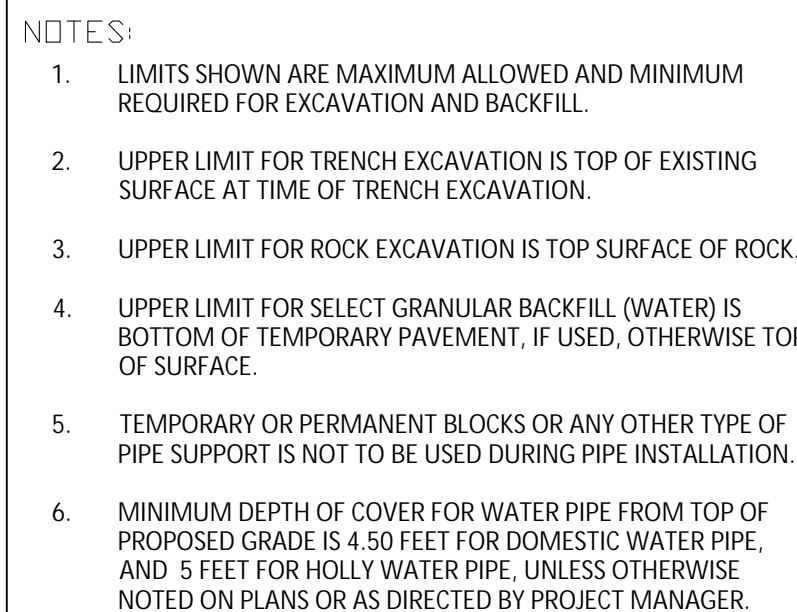 NOTES:
1. LIMITS SHOWN ARE MAXIMUM ALLOWED AND MINIMUM
REQUIRED FOR EXCAVATION AND BACKFILL.
2. UPPER LIMIT FOR TRENCH EXCAVATION IS TOP OF EXISTING
SURFACE AT TIME OF TRENCH EXCAVATION.
3. UPPER LIMIT FOR ROCK EXCAVATION IS TOP SURFACE OF ROCK.
4. UPPER LIMIT FOR SELECT GRANULAR BACKFILL (WATER) IS
BOTTOM OF TEMPORARY PAVEMENT, IF USED, OTHERWISE TOP
OF SURFACE.
5. TEMPORARY OR PERMANENT BLOCKS OR ANY OTHER TYPE OF
PIPE SUPPORT IS NOT TO BE USED DURING PIPE INSTALLATION.
6. MINIMUM DEPTH OF COVER FOR WATER PIPE FROM TOP OF
PROPOSED GRADE IS 4.50 FEET FOR DOMESTIC WATER PIPE,
AND 5 FEET FOR HOLLY WATER PIPE, UNLESS OTHERWISE
NOTED ON PLANS OR AS DIRECTED BY PROJECT MANAGER.